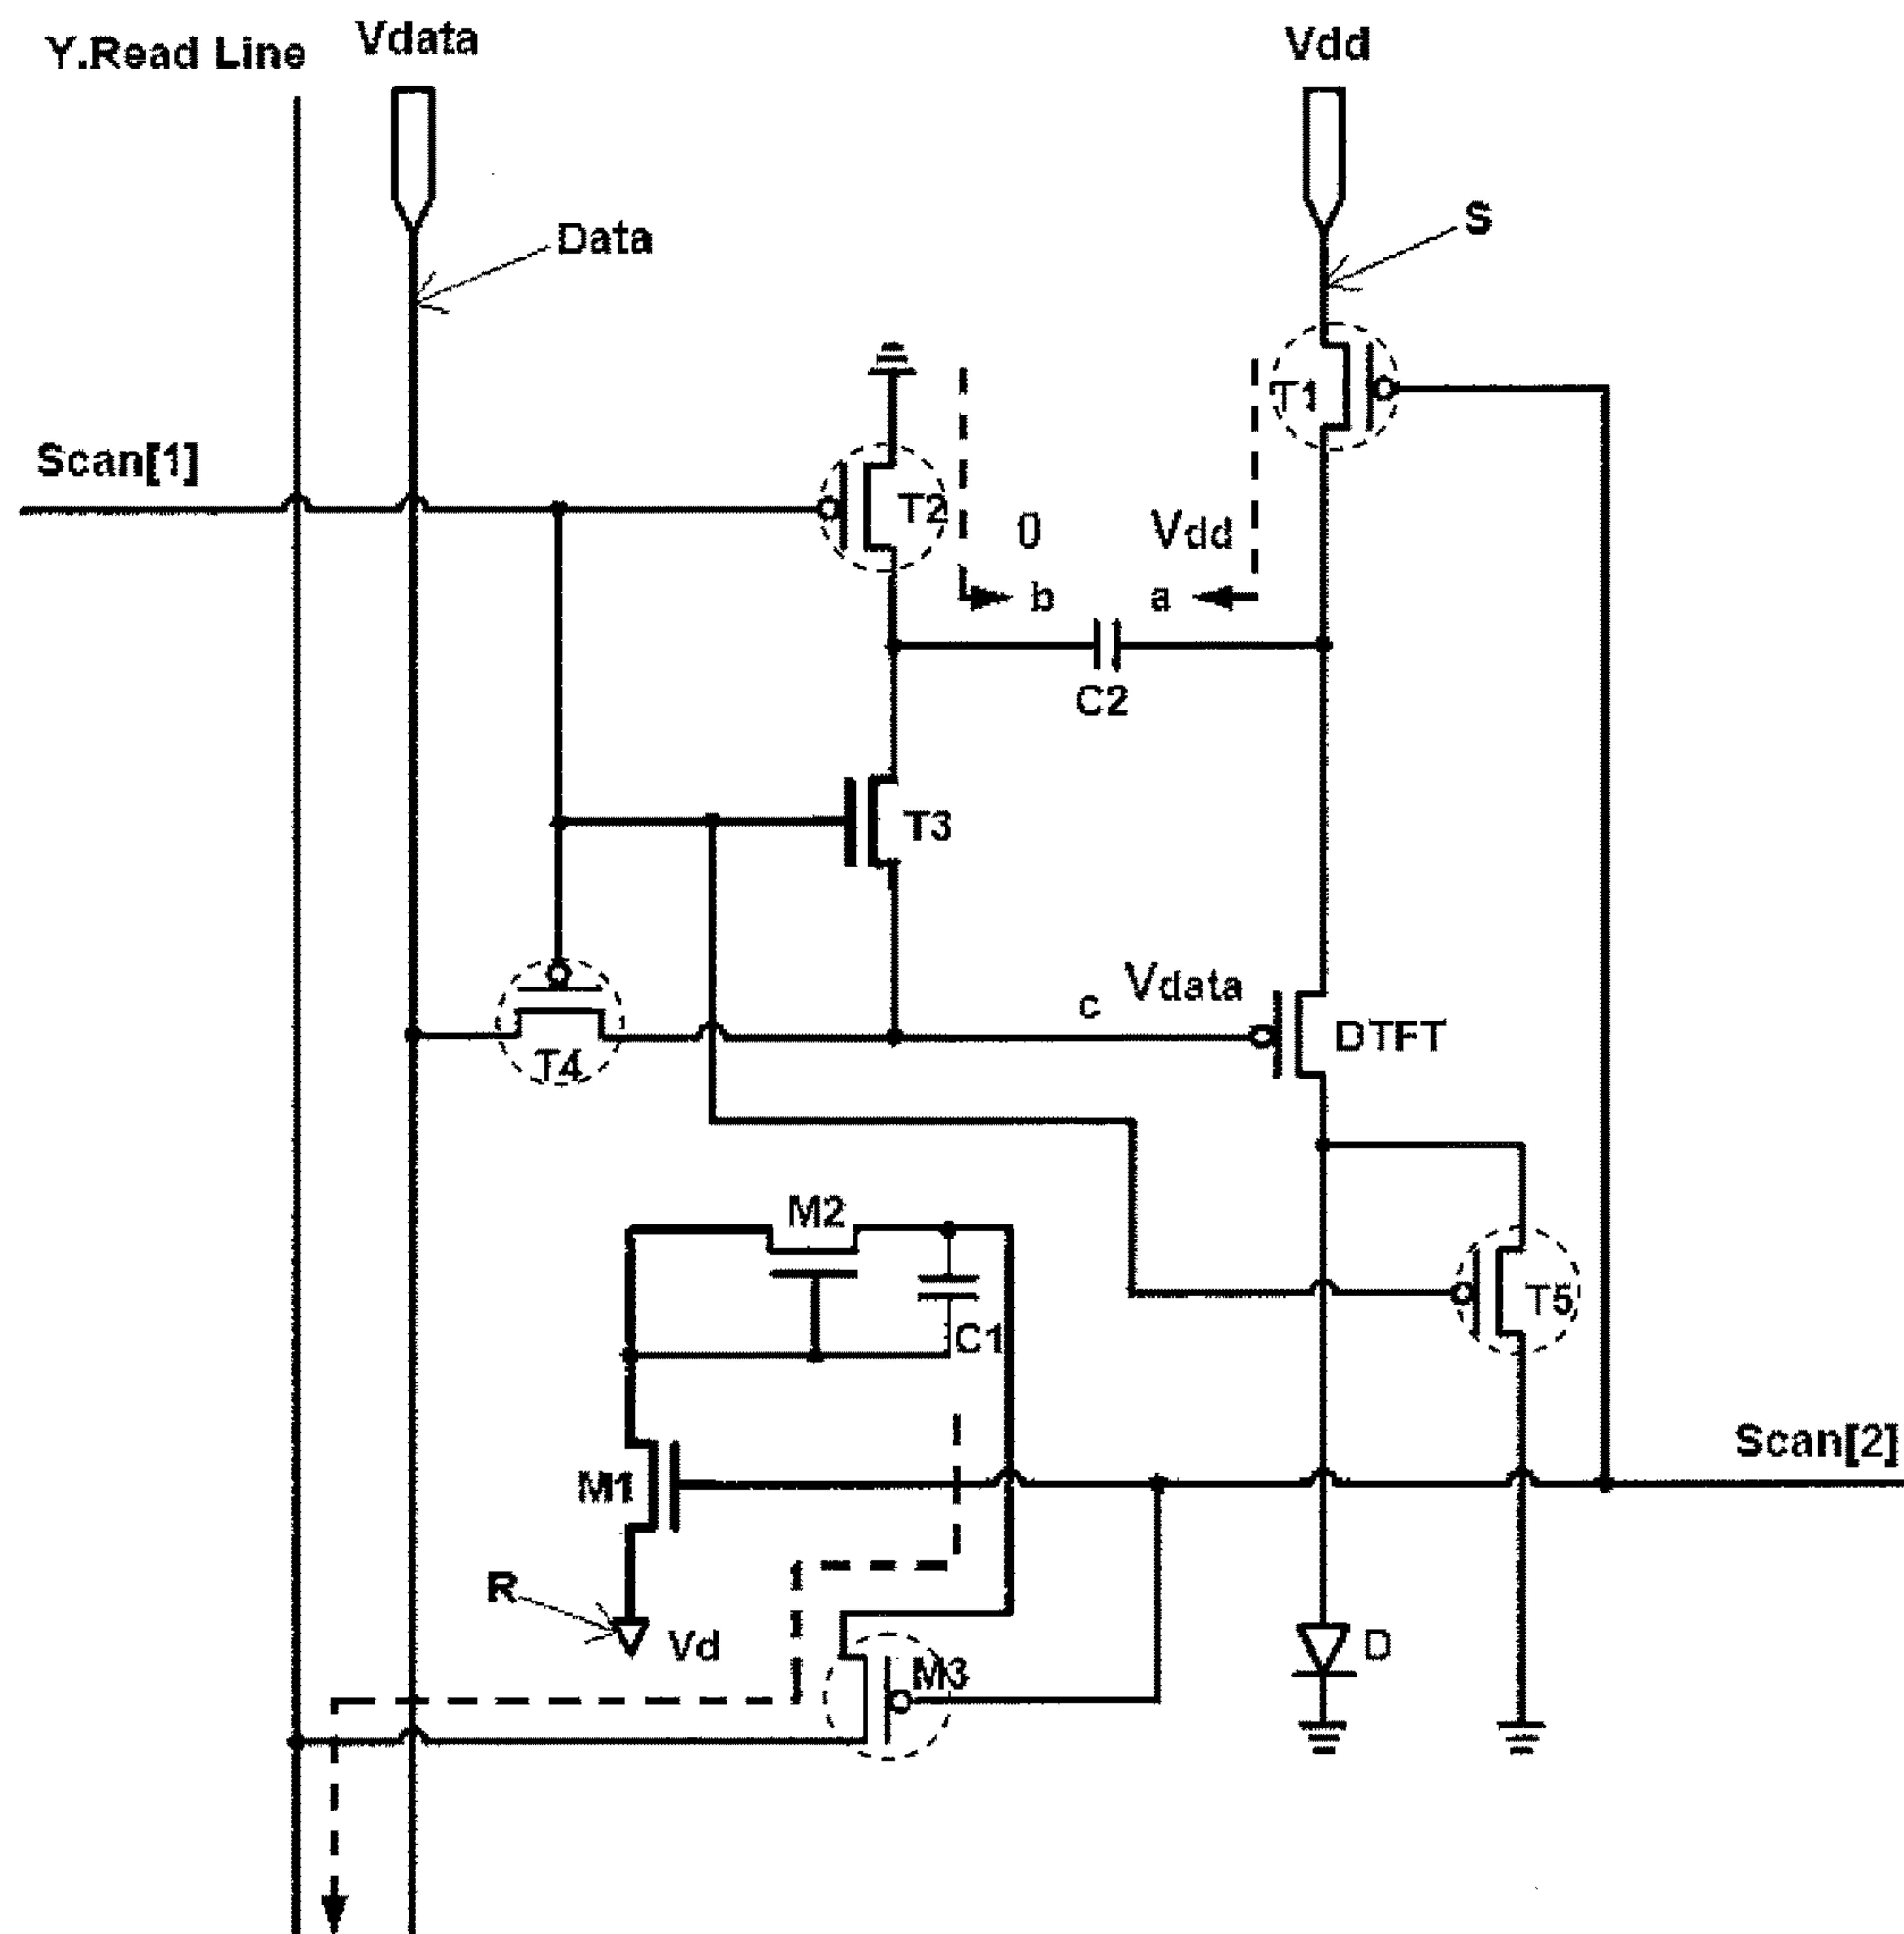 Y.Read Line
Vdata
Vdd
Data
S
T1
Scan[1]
T2
0
Vdd
b
a
C2
T3
c
Vdata
DTFT
T4
M2
C1
T5
Scan[2]
M1
R
Vd
M3
D